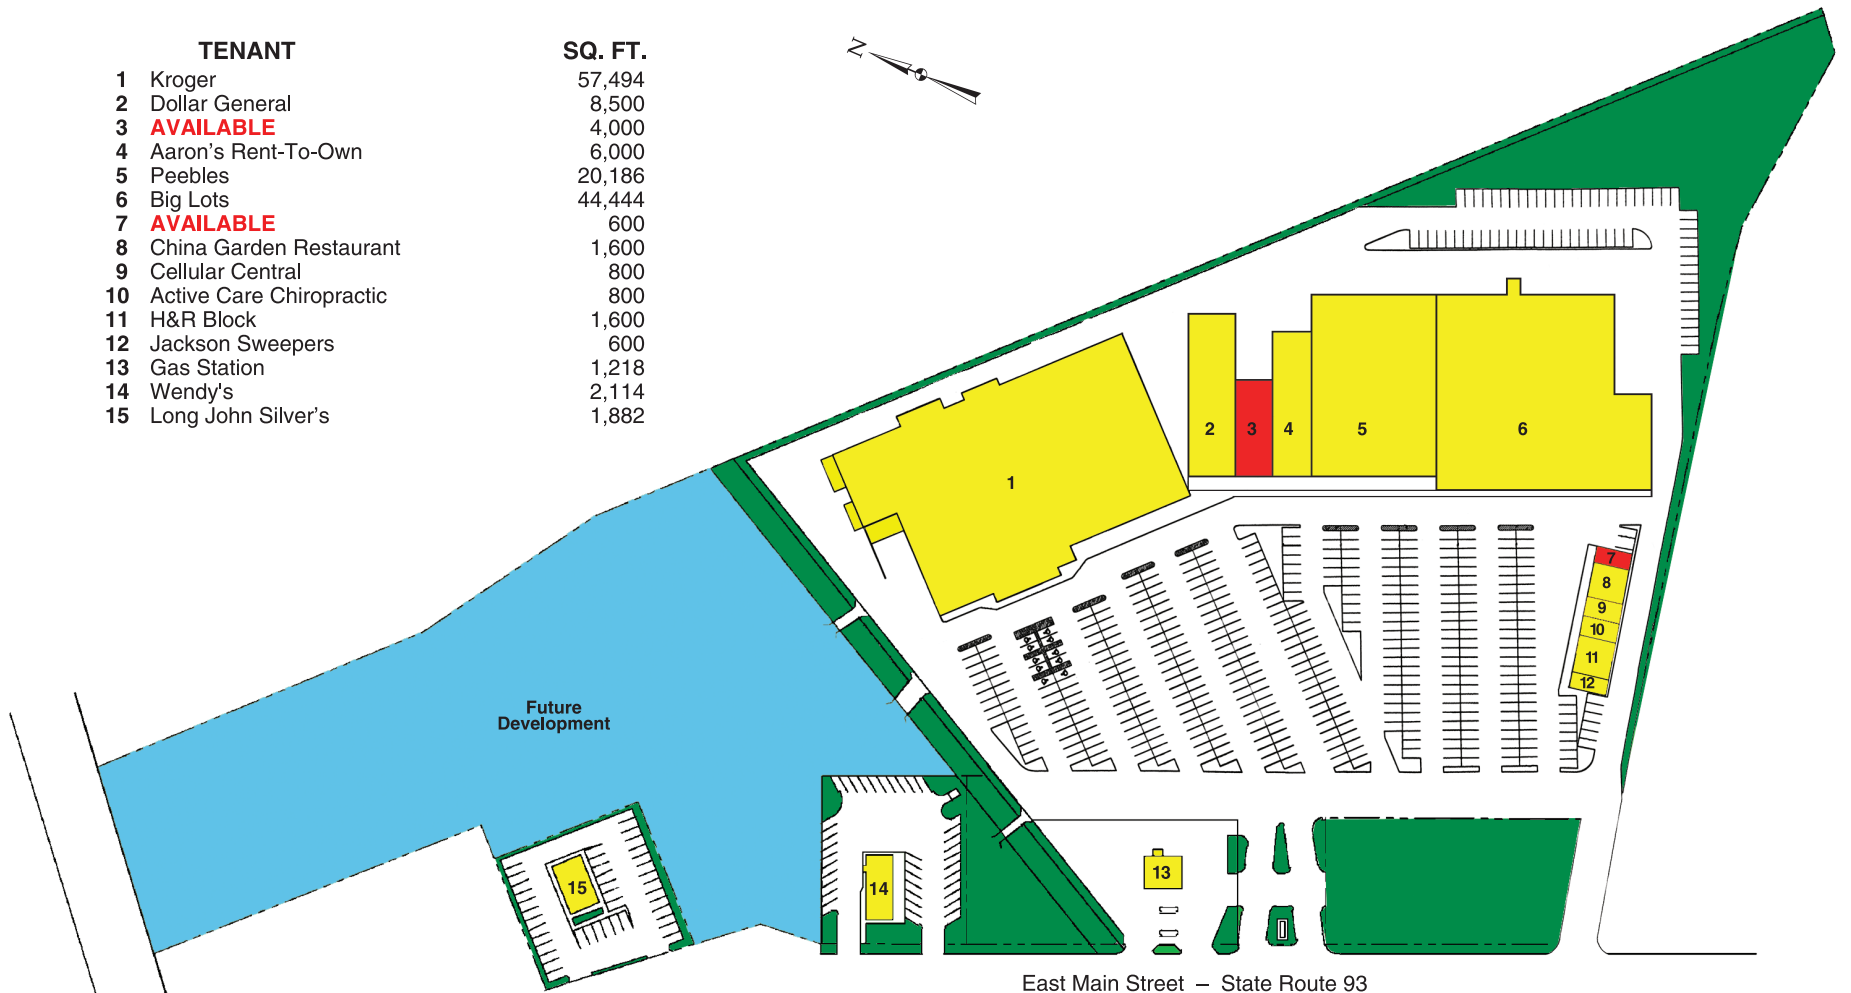 TENANT SQ. FT.
1 Kroger 57,494
2 Dollar General 8,500
3 AVAILABLE 4,000
4 Aaron's Rent-To-Own 6,000
5 Peebles 20,186
6 Big Lots 44,444
7 AVAILABLE 600
8 China Garden Restaurant 1,600
9 Cellular Central 800
10 Active Care Chiropractic 800
11 H&R Block 1,600
12 Jackson Sweepers 600
13 Gas Station 1,218
14 Wendy's 2,114
15 Long John Silver's 1,882
N
2 3 4 5 6
1
7
8
9
10
11
12
Future
Development
13
14
15
East Main Street – State Route 93